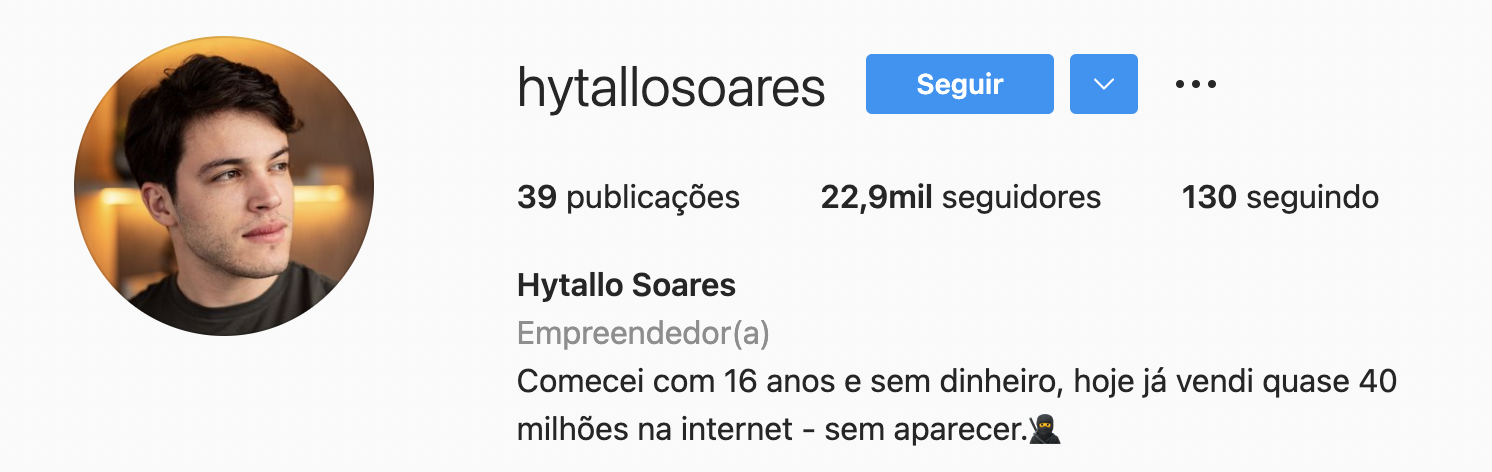 hytallosoares Seguir
39 publicações 22,9mil seguidores 130 seguindo
Hytallo Soares
Empreendedor(a)
Comecei com 16 anos e sem dinheiro, hoje já vendi quase 40
milhões na internet - sem aparecer.🥷